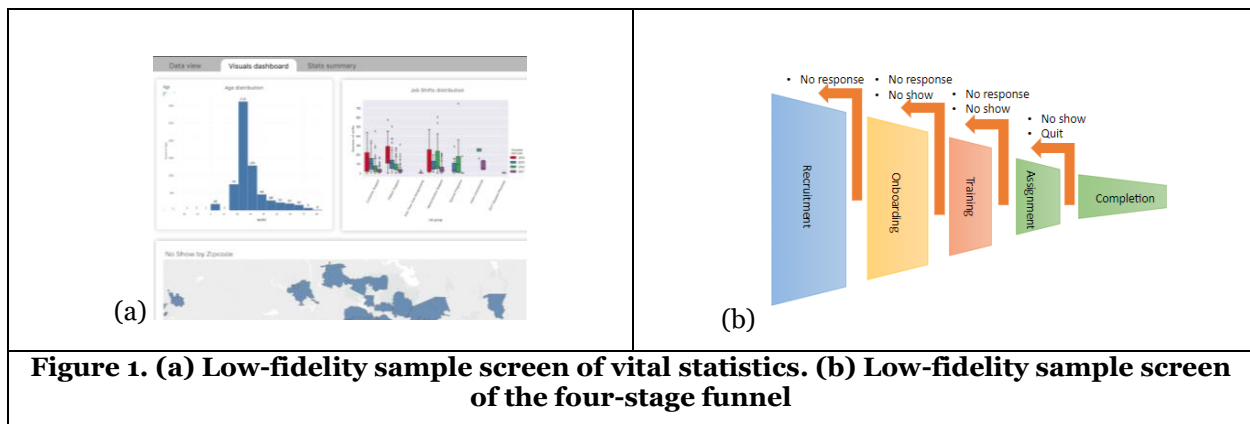 Data view Visuals dashboard Stats summary
Age distribution
Job Shifts distribution
No Show by Zipcode
(a)
• No response
• No response
• No show
• No response
• No show
• No show
• Quit
Recruitment
Onboarding
Training
Assignment
Completion
(b)
Figure 1. (a) Low-fidelity sample screen of vital statistics. (b) Low-fidelity sample screen
of the four-stage funnel